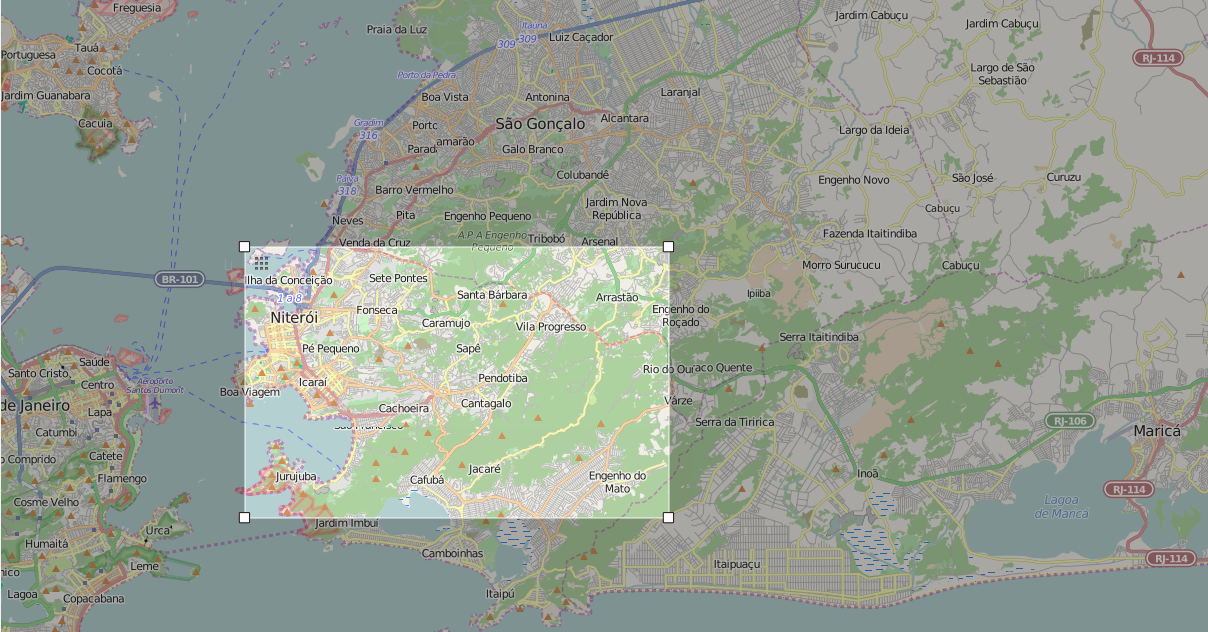 Freguesia
Jardim Cabuçu
Jardim Cabuçu
Praia da Luz
Itaúna
309
309
Luiz Caçador
Portuguesa
Tauá
RJ-114
Cocotá
Porto da Pedra
Largo de São
Sebastião
Jardim Guanabara
Boa Vista
Antonina
Laranjal
Cacuia
Gradim
316
Porto
São Gonçalo
Alcantara
Largo da Ideia
Parad
amarão
Galo Branco
Colubandê
Paiva
318
Barro Vermelho
Engenho Novo
São José
Curuzu
Jardim Nova
República
Neves
Pita
Engenho Pequeno
Cabuçu
Venda da Cruz
A.P.A Engenho
Pequeno
Tribobó
Arsenal
Fazenda Itaitindiba
BR-101
Ilha da Conceição
Sete Pontes
Morro Surucucu
Cabuçu
1 a 8
Santa Bárbara
Arrastão
Ipiiba
Niterói
Fonseca
Caramujo
Vila Progresso
Engenho do
Roçado
Serra Itaitindiba
Pé Pequeno
Sapê
Saúde
Santo Cristo
Centro
Aeroporto
Santos Dumont
Icaraí
Pendotiba
Rio do Ou
raco Quente
Boa Viagem
de Janeiro
Lapa
Cachoeira
Cantagalo
Várze
Catumbi
São Francisco
Serra da Tiririca
RJ-106
Maricá
o Comprido
Catete
Flamengo
Jurujuba
Cafubá
Jacaré
Engenho do
Mato
Inoã
RJ-114
Cosme Velho
Lagoa
de Maricá
Urca
Jardim Imbuí
Humaitá
Camboinhas
RJ-114
nico
Leme
Itaipuaçu
Lagoa
Copacabana
Itaipú